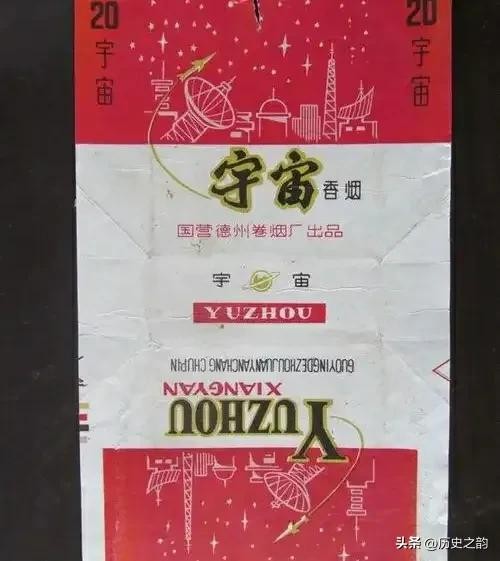 20
宇宙
20
宇宙
宇宙香烟
国营德州卷烟厂出品
宇宙
YUZHOU
GUOYINGDEZHOUJUANYANCHANG CHUPIN
XIANGYAN
YUZHOU
头条 @历史之韵